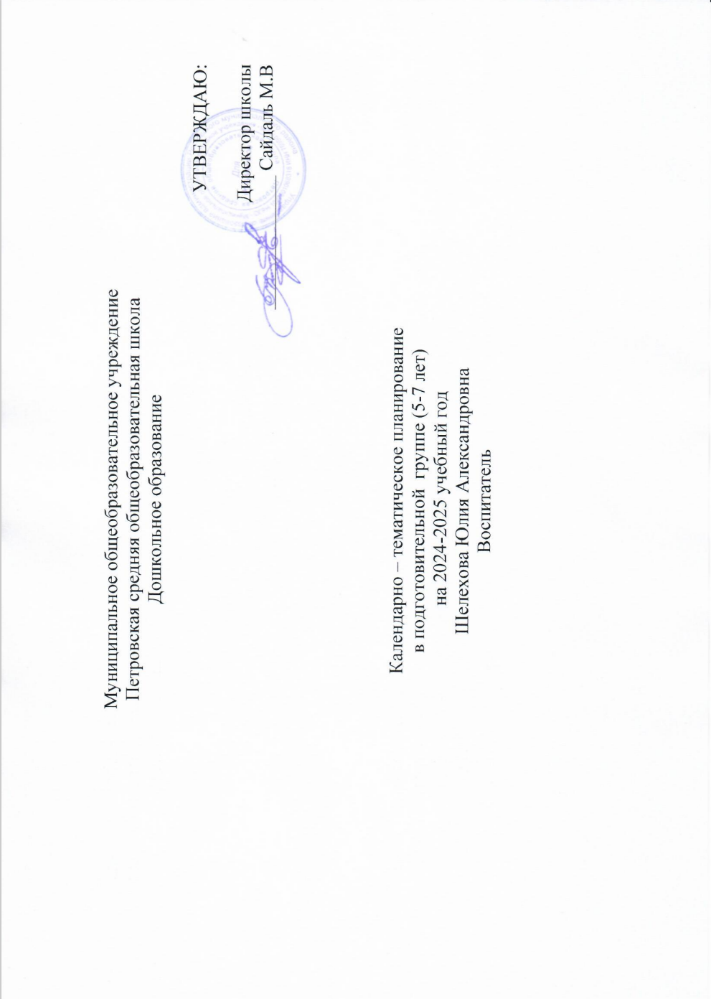 Муниципальное общеобразовательное учреждение
Петровская средняя общеобразовательная школа
Дошкольное образование
УТВЕРЖДАЮ:
Директор школы
Сайдаль М.В
Календарно – тематическое планирование
в подготовительной группе (5-7 лет)
на 2024-2025 учебный год
Шелехова Юлия Александровна
Воспитатель